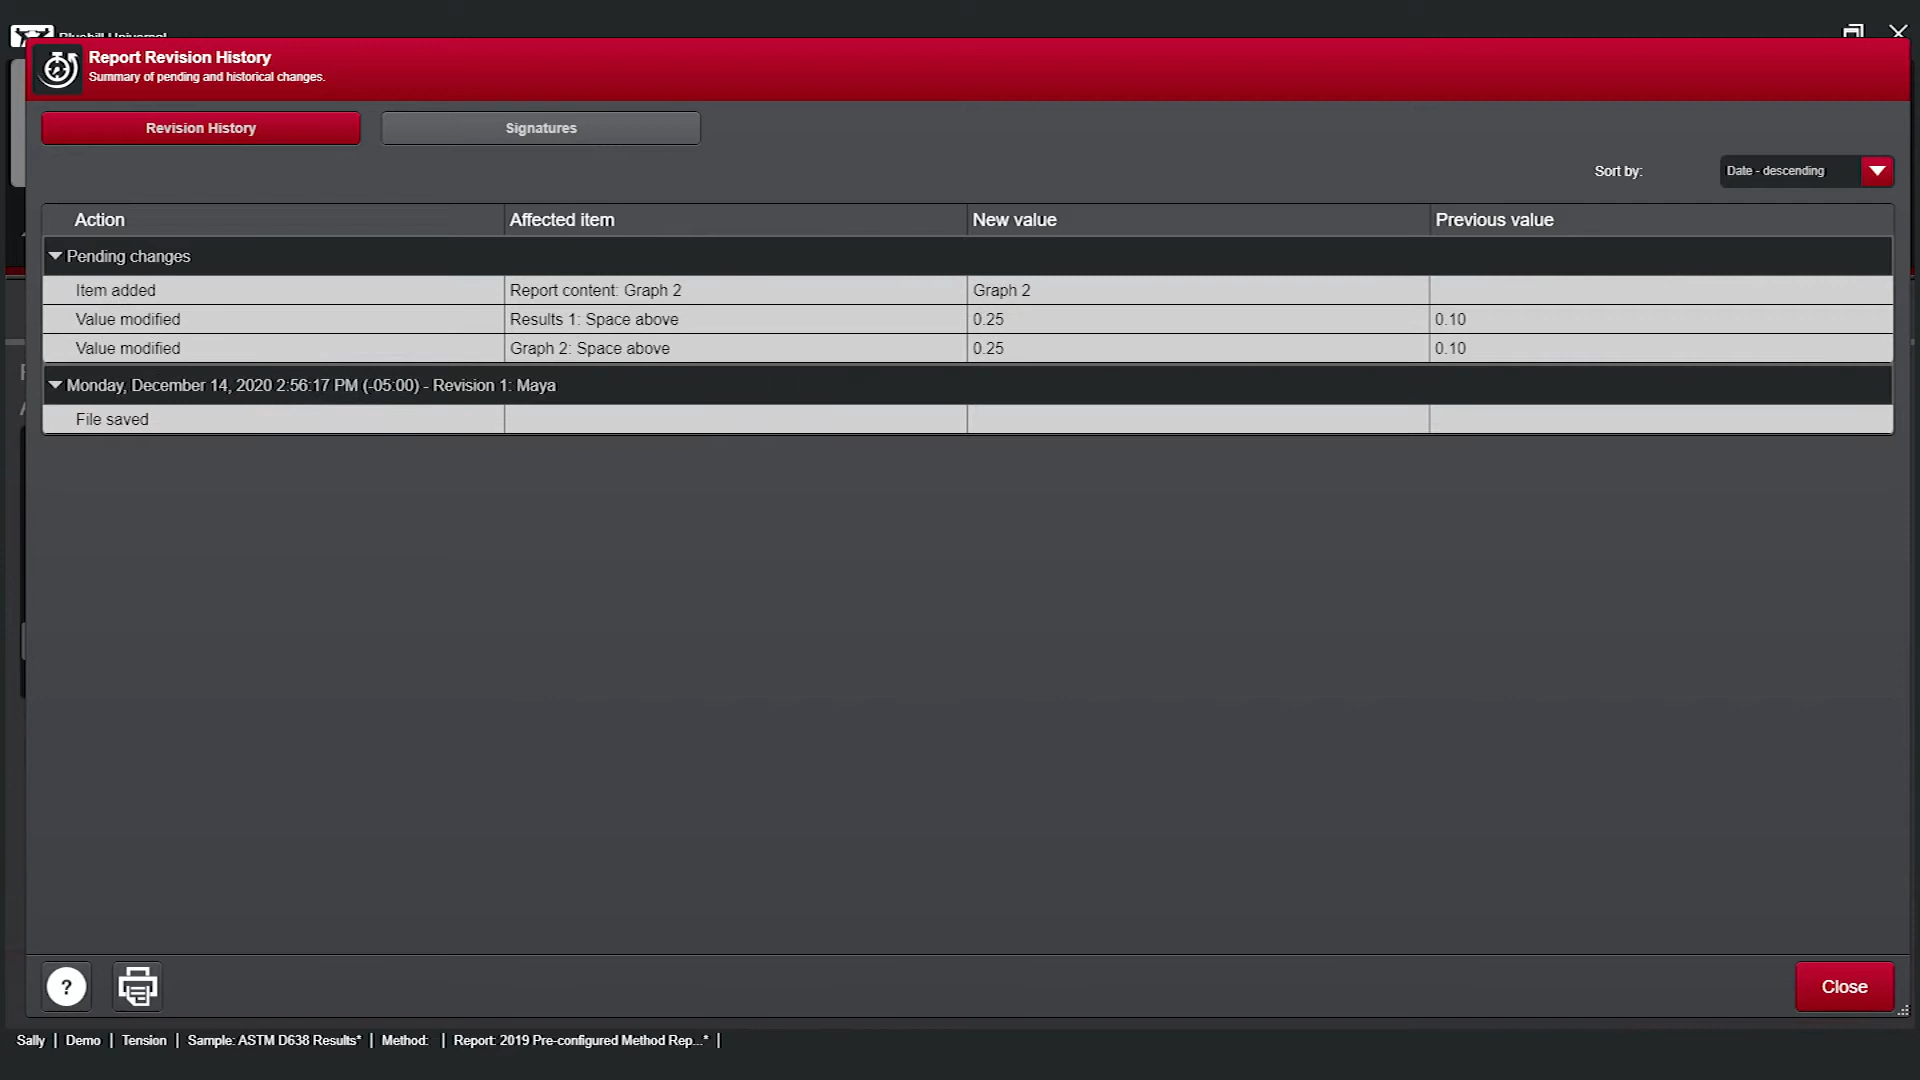 Bluehill Universal
Report Revision History
Summary of pending and historical changes.
Revision History
Signatures
Sort by:
Date - descending
Action
Affected item
New value
Previous value
Pending changes
Item added
Report content: Graph 2
Graph 2
Value modified
Results 1: Space above
0.25
0.10
Value modified
Graph 2: Space above
0.25
0.10
Monday, December 14, 2020 2:56:17 PM (-05:00) - Revision 1: Maya
File saved
?
Close
Sally | Demo | Tension | Sample: ASTM D638 Results* | Method: | Report: 2019 Pre-configured Method Rep...* |